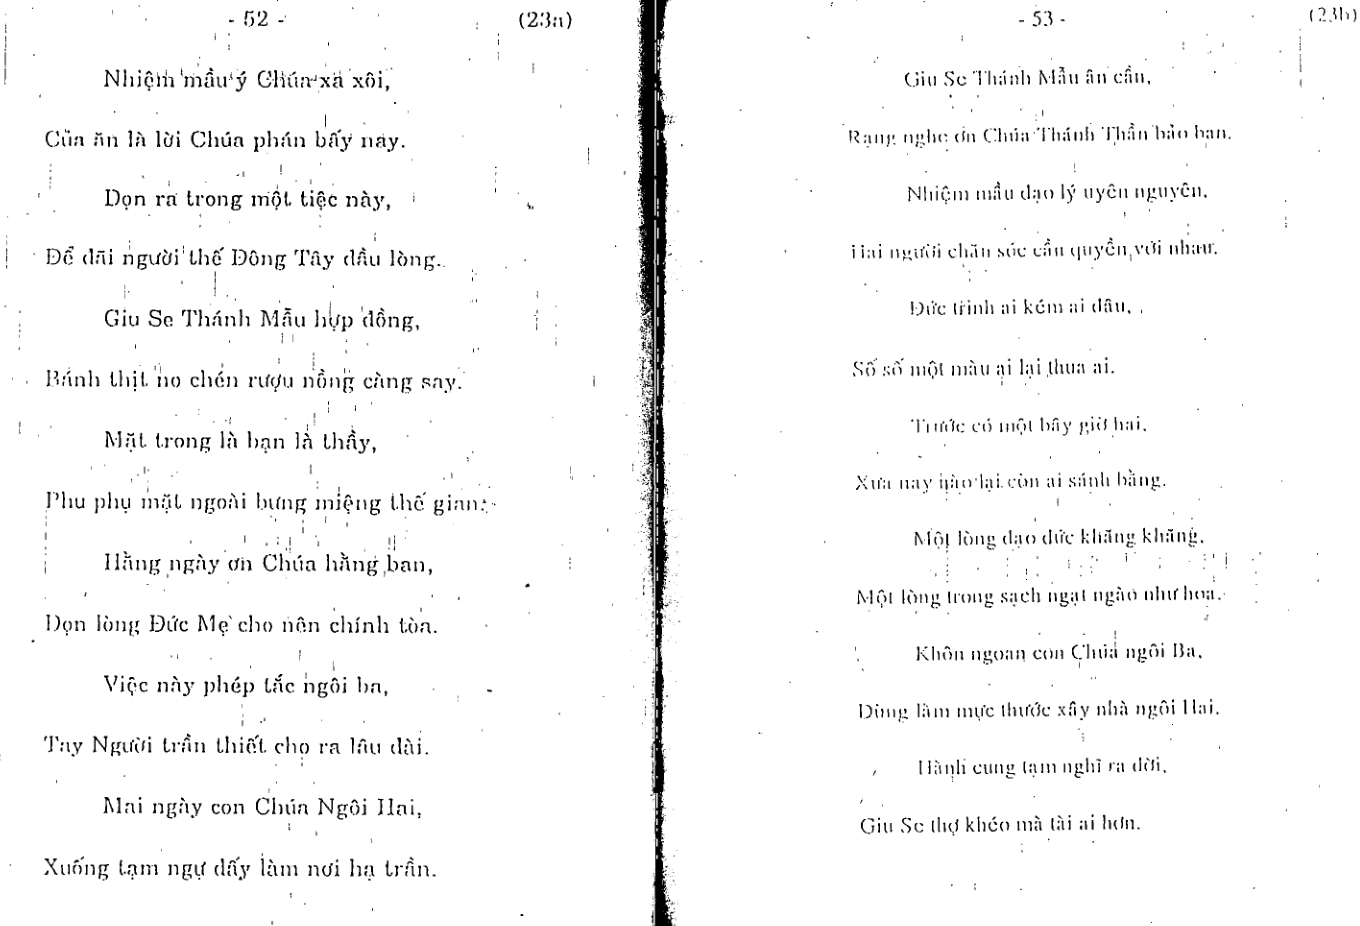 - 52 -
(23a)
Nhiệm mầu ý Chúa xa xôi,
Của ăn là lời Chúa phán bấy nay.
Dọn ra trong một tiệc này,
Để dãi người thế Đông Tây dầu lòng.
Giu Se Thánh Mẫu hợp đồng,
Bánh thịt no chén rượu nồng càng say.
Mặt trong là bạn là thầy,
Phu phụ mặt ngoài bưng miệng thế gian.
Hằng ngày ơn Chúa hằng ban,
Dọn lòng Đức Mẹ cho nên chính tòa.
Việc này phép tắc ngôi ba,
Tay Người trần thiết cho ra lâu dài.
Mai ngày con Chúa Ngôi Hai,
Xuống tạm ngự đấy làm nơi hạ trần.
- 53 -
(23b)
Giu Se Thánh Mẫu ân cần,
Rạng nghe ơn Chúa Thánh Thần bảo ban.
Nhiệm mầu đạo lý uyên nguyên,
Hai người chăn sóc cầu quyền với nhau.
Đức trinh ai kém ai đâu,
Số số một màu ai lại thua ai.
Trước có một bây giờ hai,
Xưa nay nào lại còn ai sánh bằng.
Một lòng đạo đức khăng khăng,
Một lòng trong sạch ngạt ngào như hoa.
Khôn ngoan con Chúa ngôi Ba,
Dùng làm mực thước xây nhà ngôi Hai.
Hành cung tạm nghĩ ra đời,
Giu Se thợ khéo mà tài ai hơn.